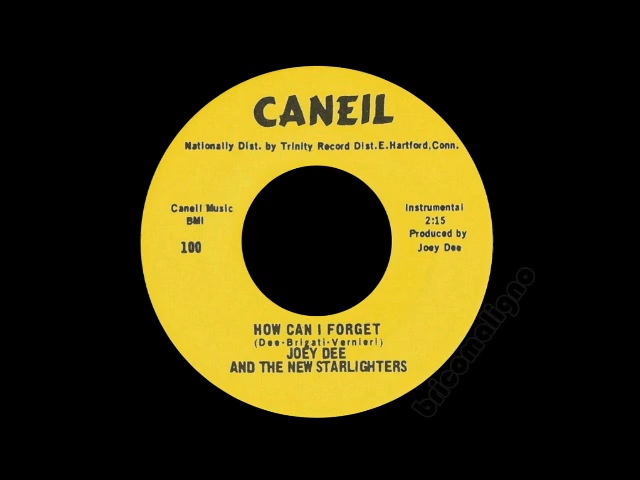 CANEIL
Nationally Dist. by Trinity Record Dist. E. Hartford, Conn.
Caneil Music
BMI
100
Instrumental
2:15
Produced by
Joey Dee
HOW CAN I FORGET
(Dee-Brigati-Vernieri)
JOEY DEE
AND THE NEW STARLIGHTERS
bricomaligno